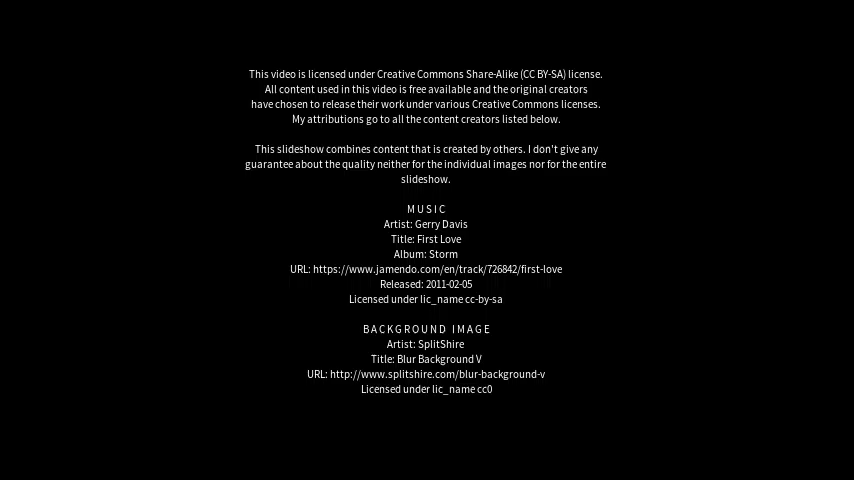 This video is licensed under Creative Commons Share-Alike (CC BY-SA) license.
All content used in this video is free available and the original creators
have chosen to release their work under various Creative Commons licenses.
My attributions go to all the content creators listed below.
This slideshow combines content that is created by others. I don't give any
guarantee about the quality neither for the individual images nor for the entire
slideshow.
MUSIC
Artist: Gerry Davis
Title: First Love
Album: Storm
URL: https://www.jamendo.com/en/track/726842/first-love
Released: 2011-02-05
Licensed under lic_name cc-by-sa
BACKGROUND IMAGE
Artist: SplitShire
Title: Blur Background V
URL: http://www.splitshire.com/blur-background-v
Licensed under lic_name cc0